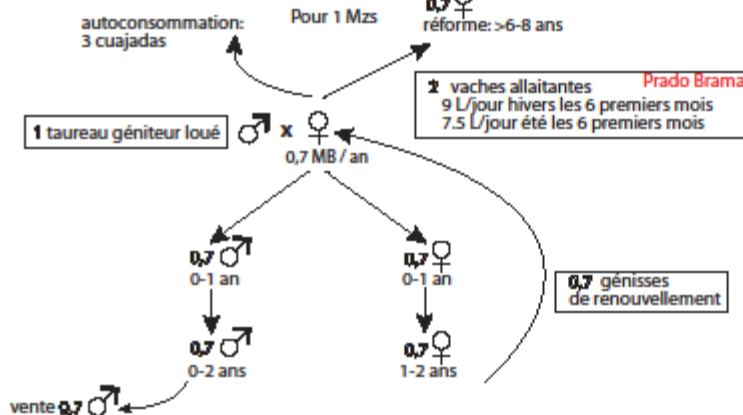 autoconsommation:
3 cuajadas
Pour 1 Mzs
0,7 ♀
réforme: >6-8 ans
2 vaches allaitantes Prado Brama
9 L/jour hivers les 6 premiers mois
7.5 L/jour été les 6 premiers mois
1 taureau géniteur loué ♂ x ♀
0,7 MB / an
0,7 ♂
0-1 an
0,7 ♀
0-1 an
0,7 génisses
de renouvellement
0,7 ♂
0-2 ans
0,7 ♀
1-2 ans
vente 0,7 ♂